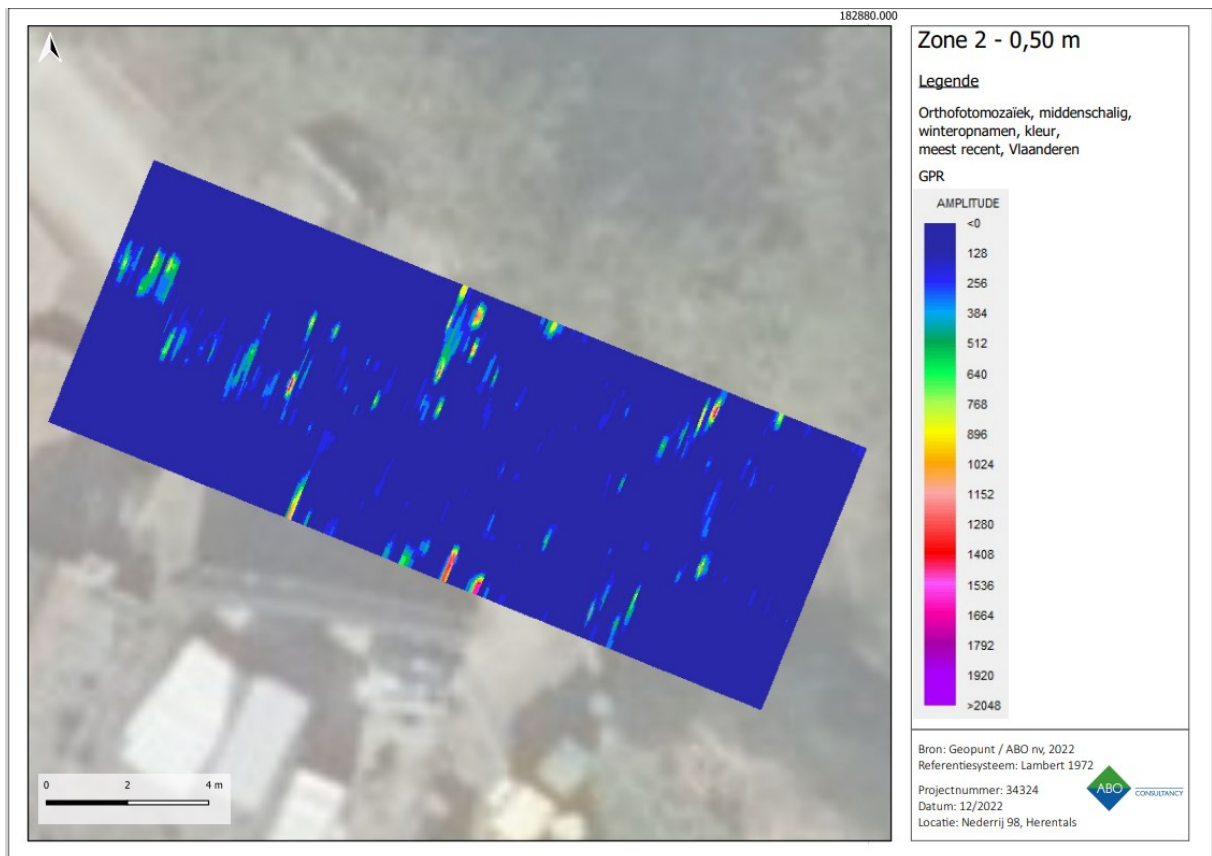 182880.000
Zone 2 - 0,50 m
Legende
Orthofotomozaïek, middenschalig,
winteropnamen, kleur,
meest recent, Vlaanderen
GPR
AMPLITUDE
<0
128
256
384
512
640
768
896
1024
1152
1280
1408
1536
1664
1792
1920
>2048
0 2 4 m
Bron: Geopunt / ABO nv, 2022
Referentiesysteem: Lambert 1972
Projectnummer: 34324
Datum: 12/2022
Locatie: Nederrij 98, Herentals
ABO CONSULTANCY